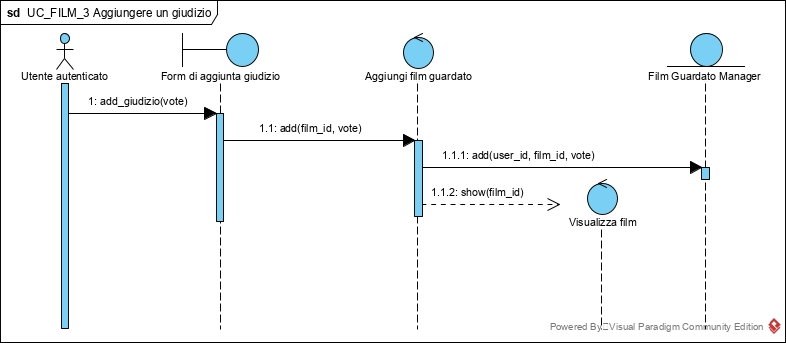 sd UC_FILM_3 Aggiungere un giudizio
Utente autenticato
Form di aggiunta giudizio
Aggiungi film guardato
Film Guardato Manager
1: add_giudizio(vote)
1.1: add(film_id, vote)
1.1.1: add(user_id, film_id, vote)
1.1.2: show(film_id)
Visualizza film
Powered By Visual Paradigm Community Edition